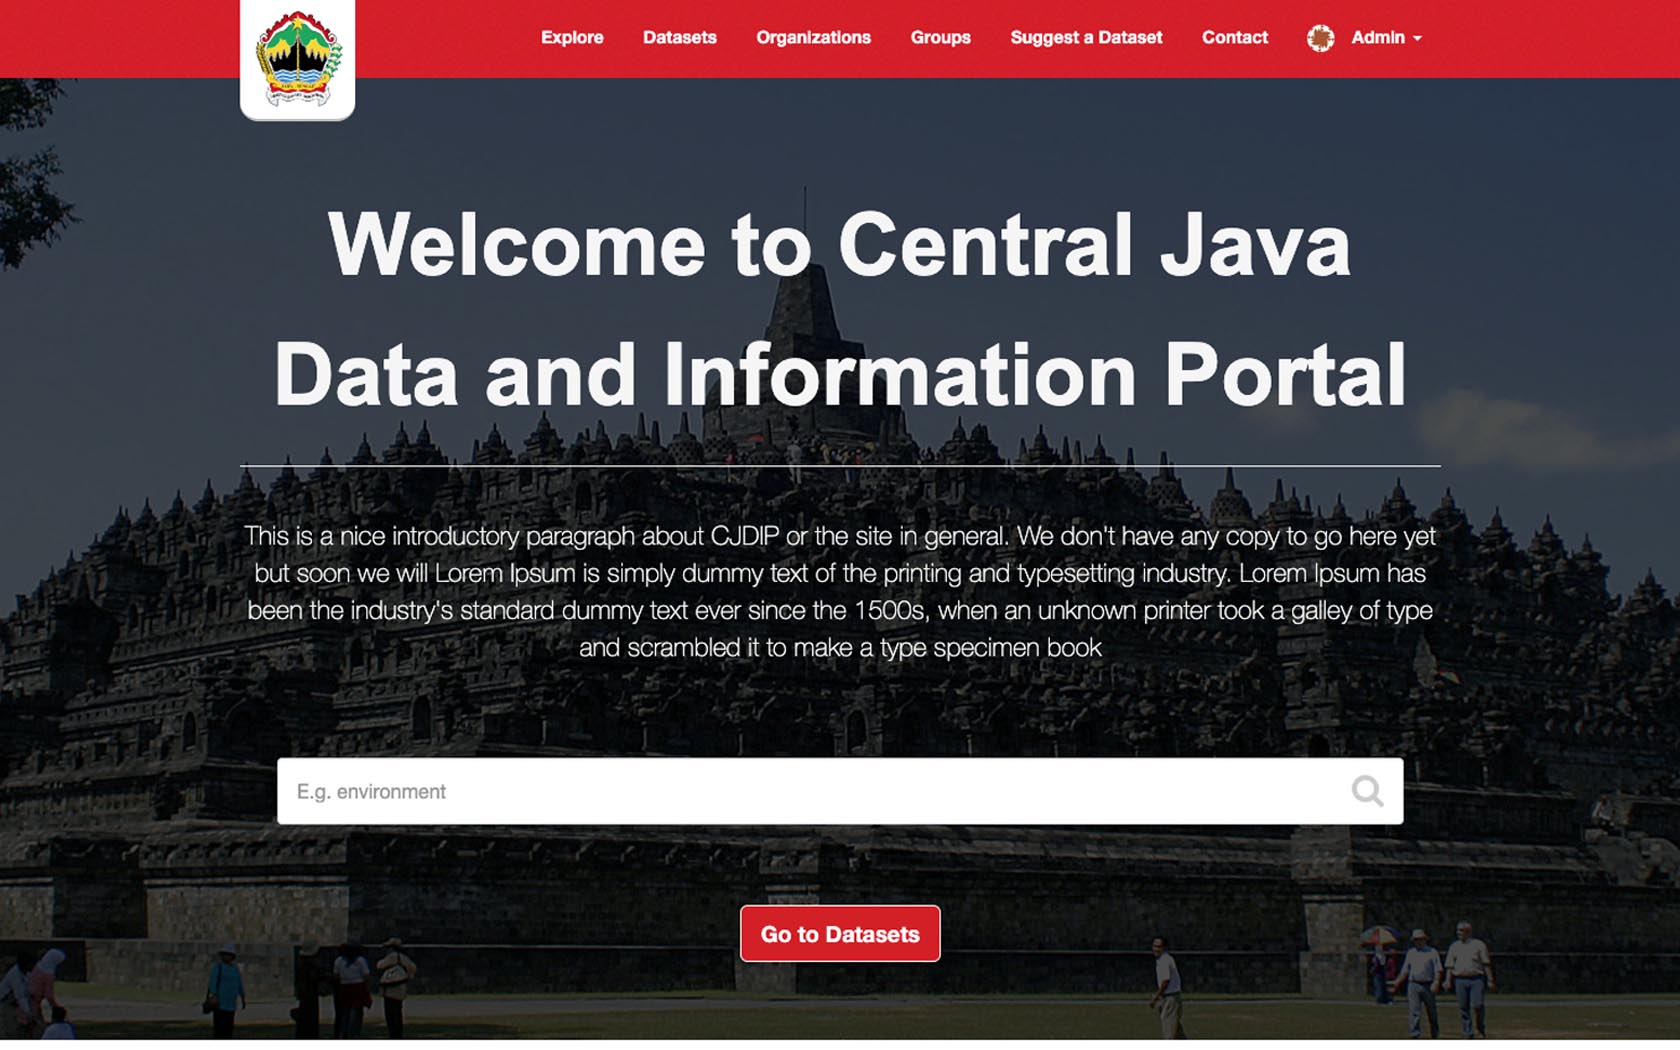 Explore Datasets Organizations Groups Suggest a Dataset Contact Admin
Welcome to Central Java
Data and Information Portal
This is a nice introductory paragraph about CJDIP or the site in general. We don't have any copy to go here yet
but soon we will Lorem Ipsum is simply dummy text of the printing and typesetting industry. Lorem Ipsum has
been the industry's standard dummy text ever since the 1500s, when an unknown printer took a galley of type
and scrambled it to make a type specimen book
E.g. environment
Go to Datasets